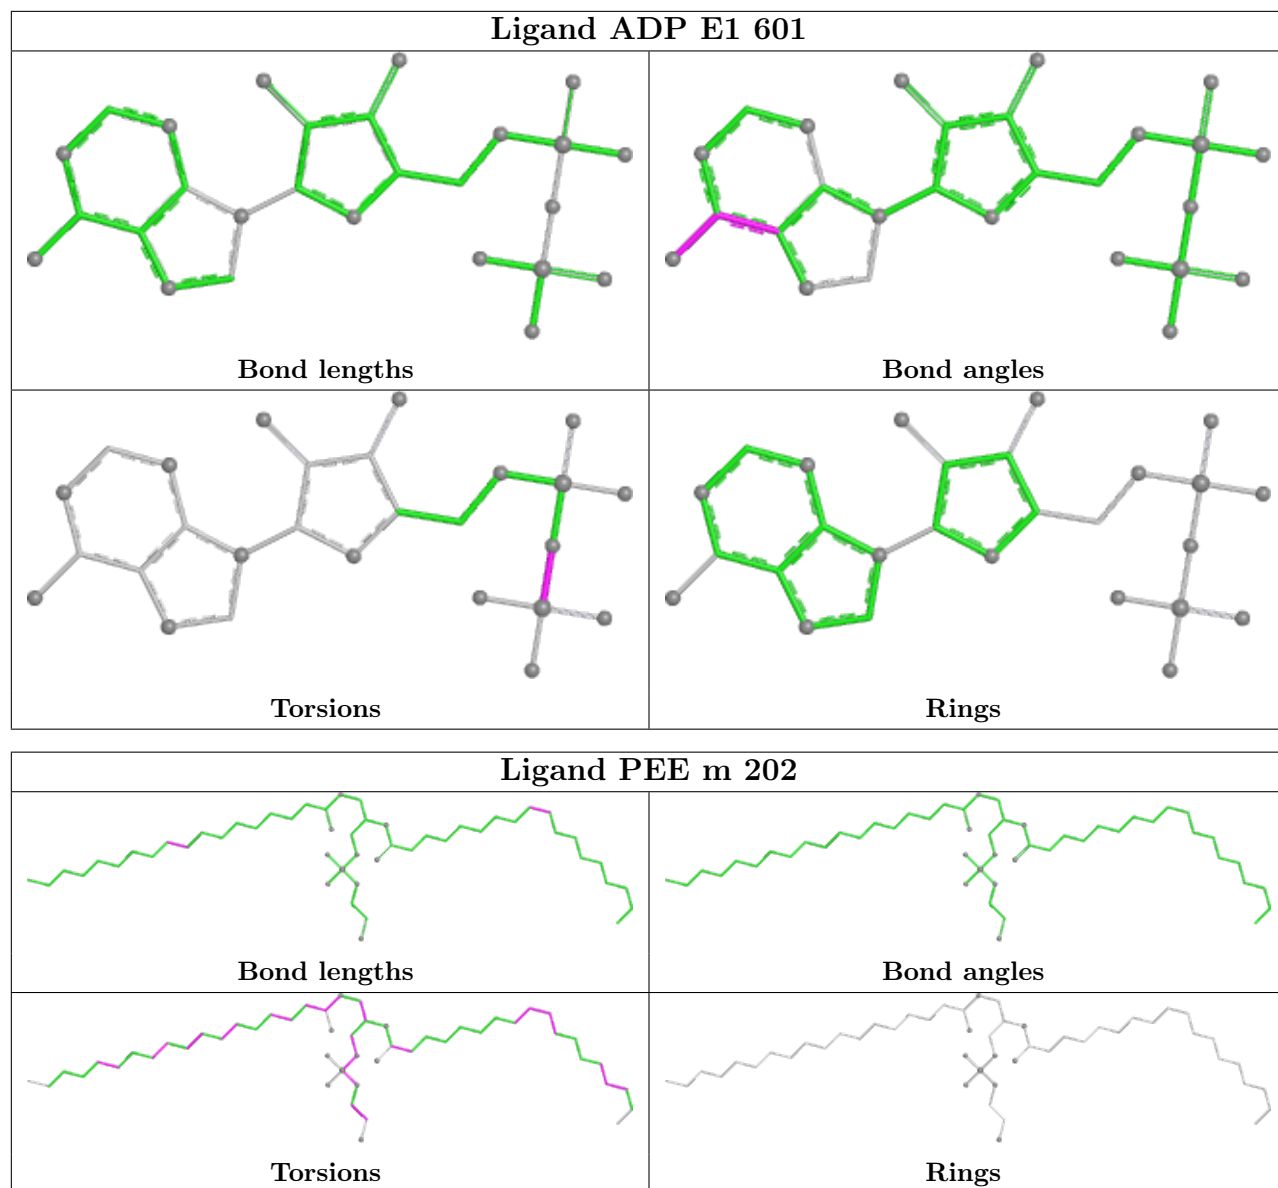 Ligand ADP E1 601
Bond lengths
Bond angles
Torsions
Rings
Ligand PEE m 202
Bond lengths
Bond angles
Torsions
Rings